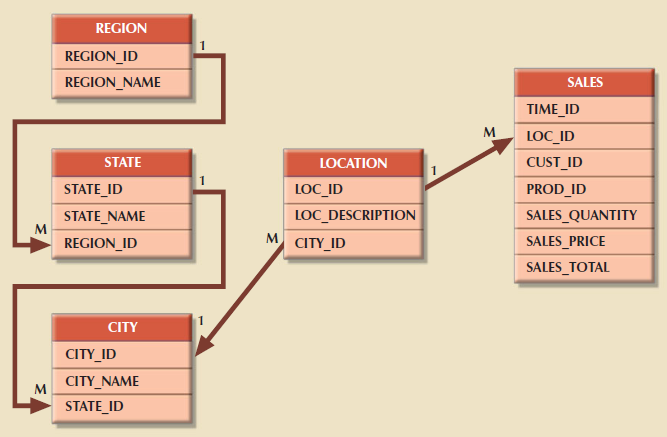 REGION
1
REGION_ID
REGION_NAME
STATE
1
STATE_ID
STATE_NAME
M
REGION_ID
CITY
1
CITY_ID
CITY_NAME
M
STATE_ID
LOCATION
1
LOC_ID
LOC_DESCRIPTION
M
CITY_ID
SALES
TIME_ID
M
LOC_ID
CUST_ID
PROD_ID
SALES_QUANTITY
SALES_PRICE
SALES_TOTAL